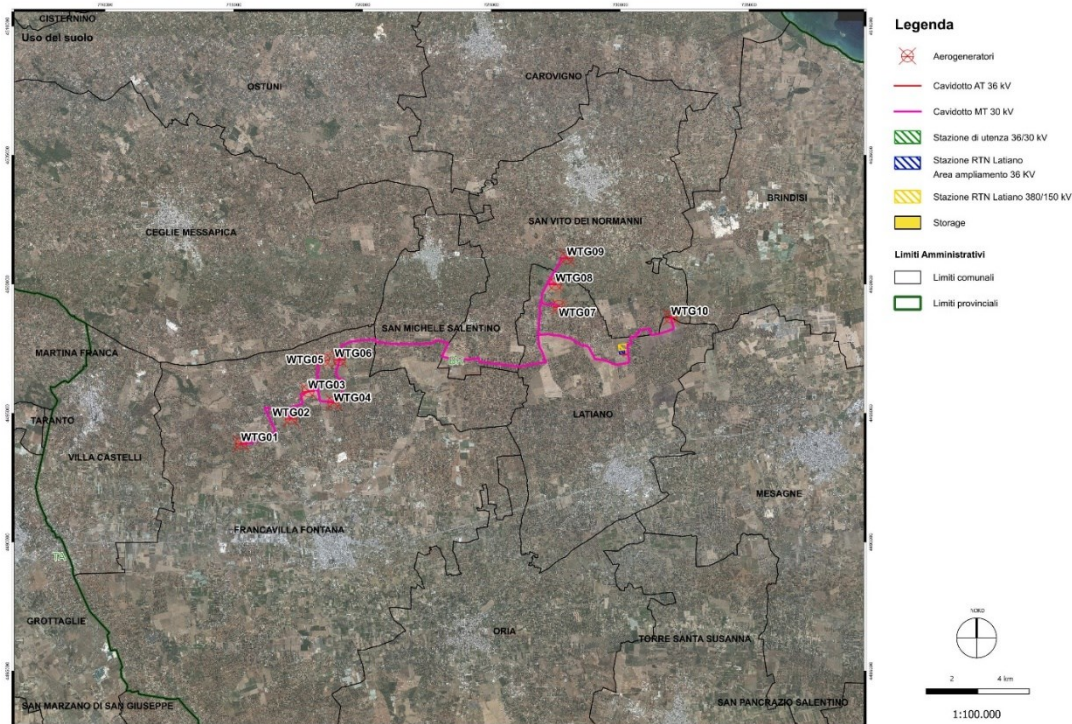 CISTERNINO
Uso del suolo
OSTUNI
CAROVIGNO
BRINDISI
SAN VITO DEI NORMANNI
CEGLIE MESSAPICA
WTG09
WTG08
WTG07
WTG10
SAN MICHELE SALENTINO
MARTINA FRANCA
WTG05
WTG06
WTG03
WTG04
WTG02
WTG01
LATIANO
TARANTO
VILLA CASTELLI
MESAGNE
FRANCAVILLA FONTANA
TA
GROTTAGLIE
ORIA
TORRE SANTA SUSANNA
SAN MARZANO DI SAN GIUSEPPE
SAN PANCRAZIO SALENTINO
Legenda
Aerogeneratori
Cavidotto AT 36 kV
Cavidotto MT 30 kV
Stazione di utenza 36/30 kV
Stazione RTN Latiano
Area ampliamento 36 KV
Stazione RTN Latiano 380/150 kV
Storage
Limiti Amministrativi
Limiti comunali
Limiti provinciali
NORD
2 4 km
1:100.000